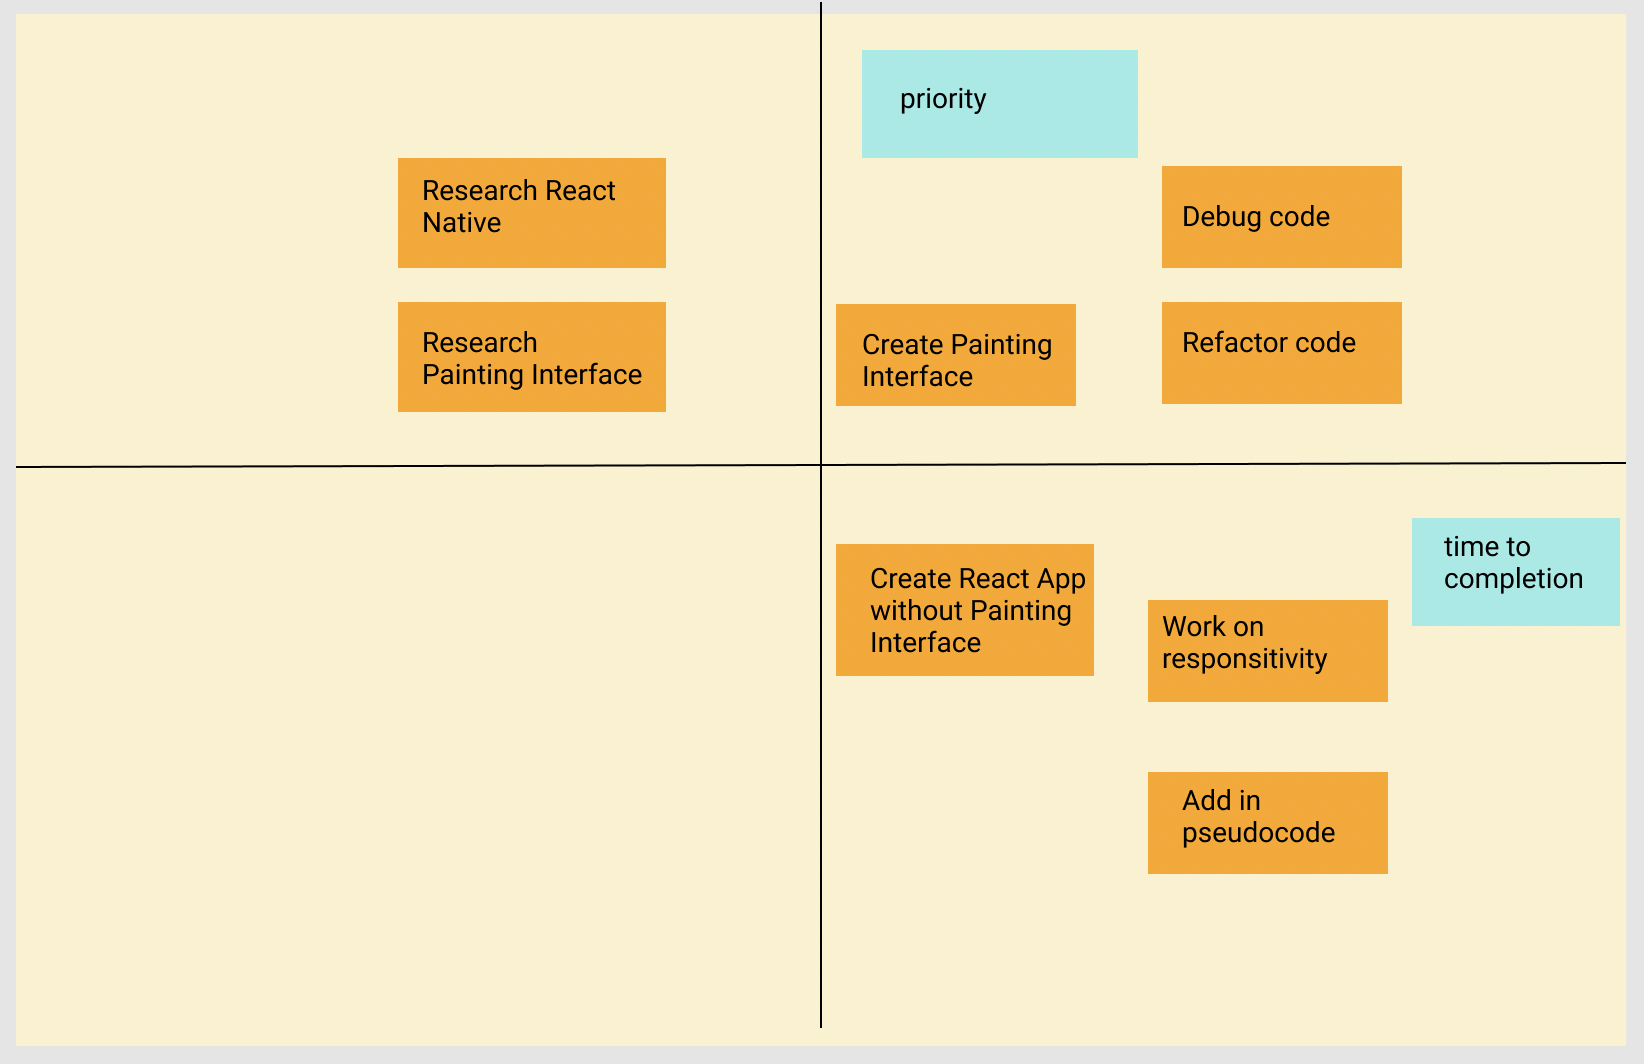 priority
Research React
Native
Debug code
Research
Painting Interface
Create Painting
Interface
Refactor code
time to
completion
Create React App
without Painting
Interface
Work on
responsitivity
Add in
pseudocode